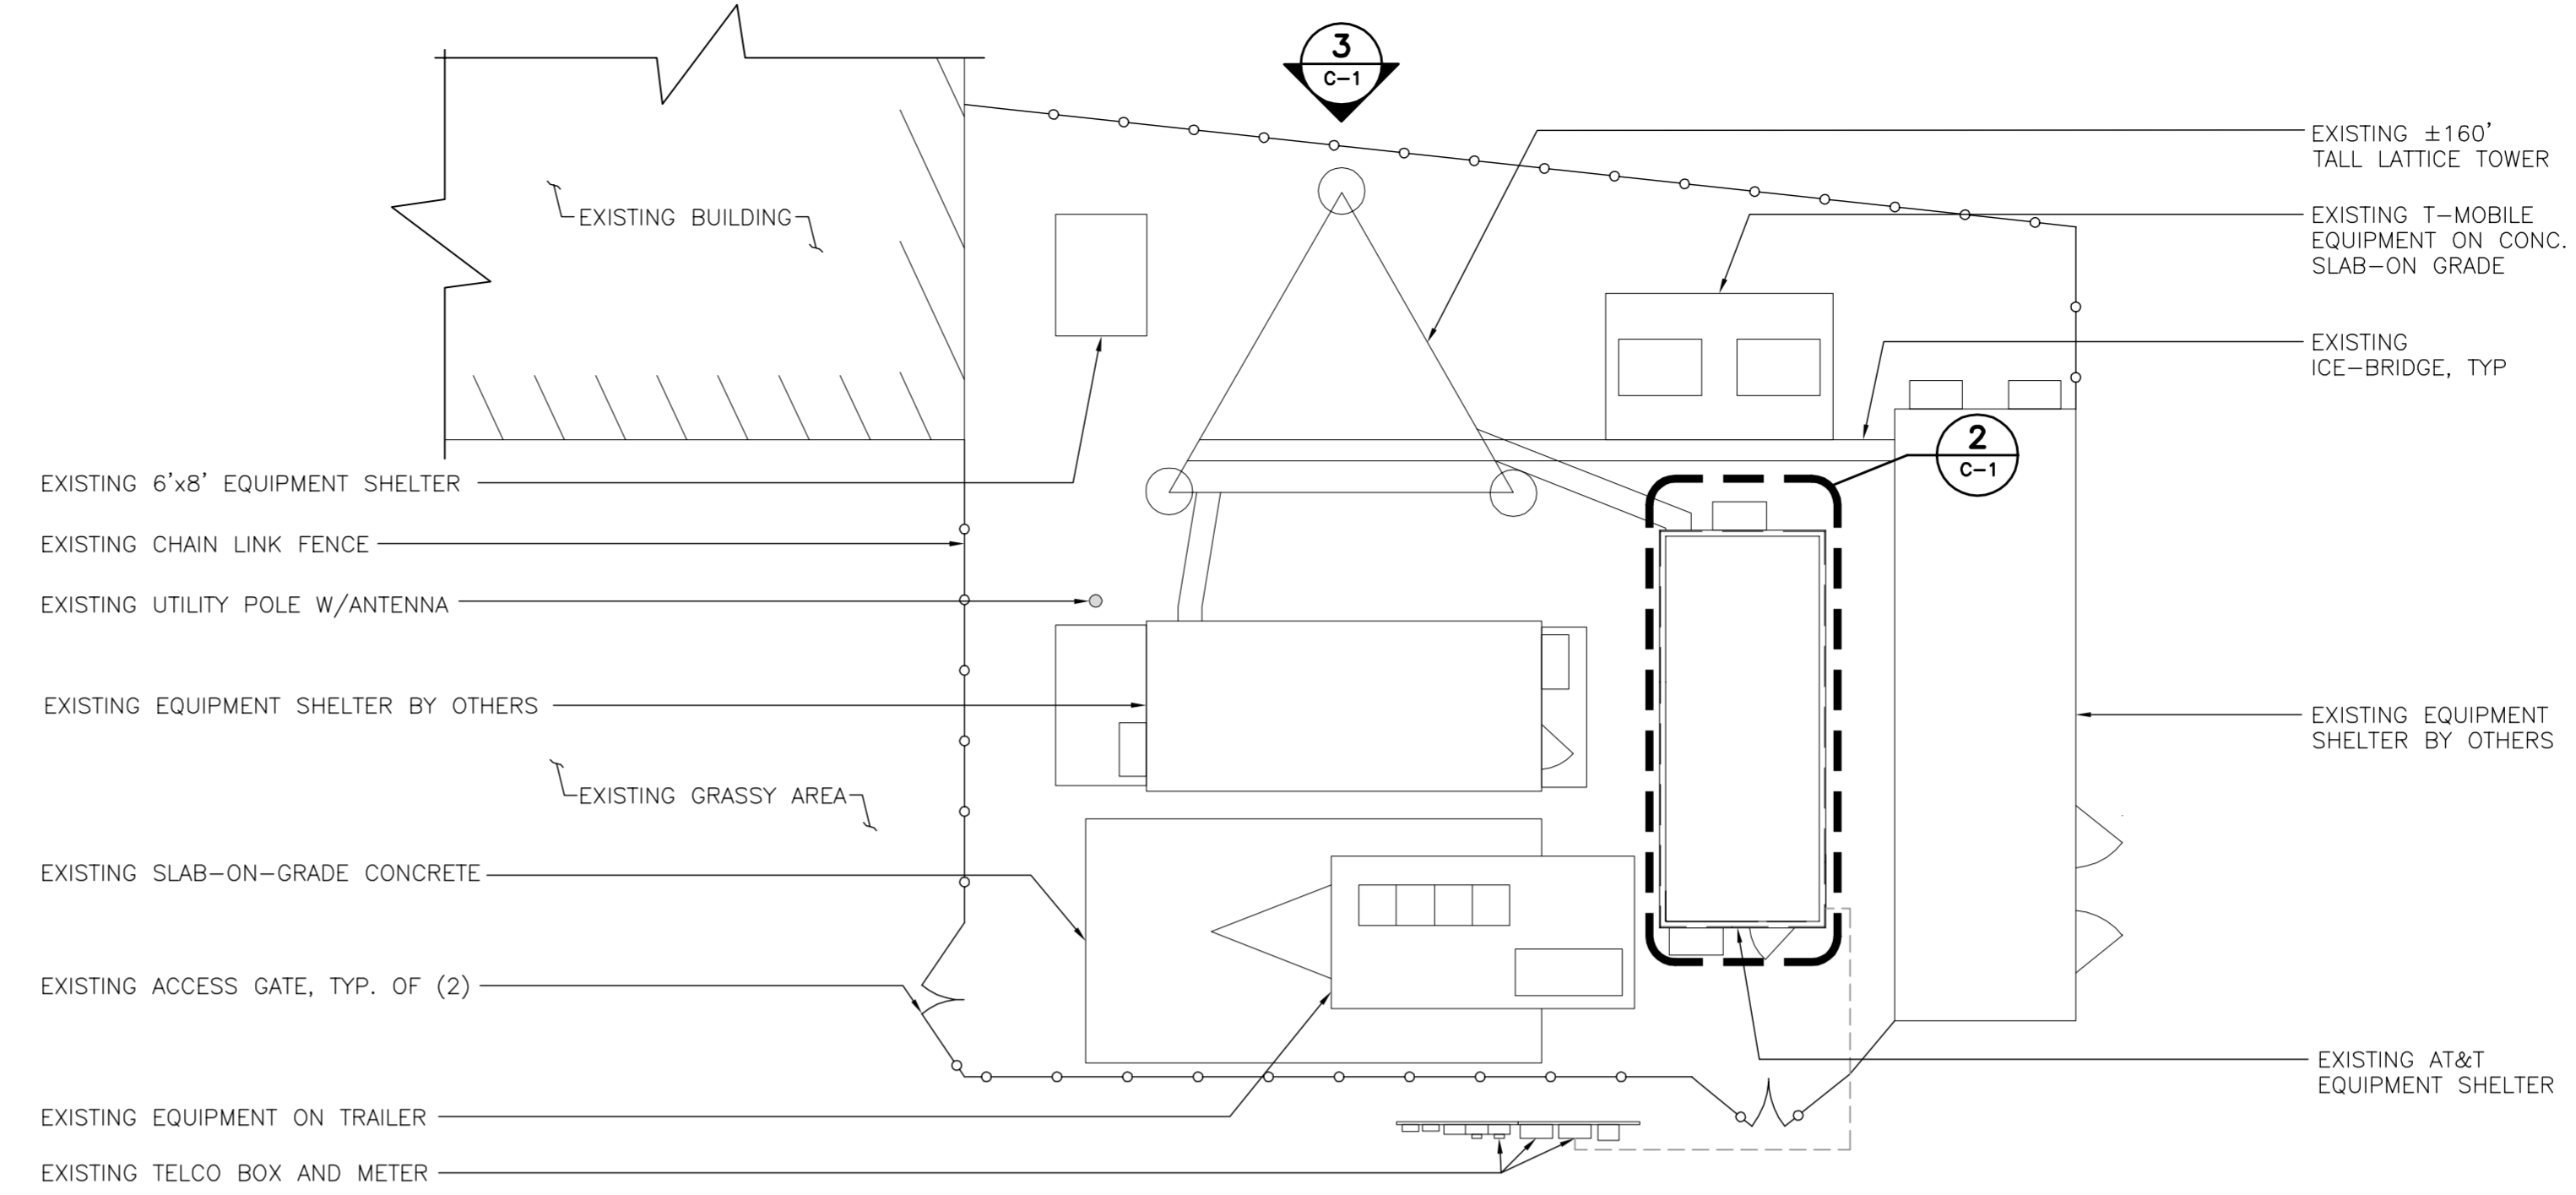 3
C-1
EXISTING ±160'
TALL LATTICE TOWER
EXISTING BUILDING
EXISTING T-MOBILE
EQUIPMENT ON CONC.
SLAB-ON GRADE
EXISTING
ICE-BRIDGE, TYP
2
C-1
EXISTING 6'x8' EQUIPMENT SHELTER
EXISTING CHAIN LINK FENCE
EXISTING UTILITY POLE W/ANTENNA
EXISTING EQUIPMENT SHELTER BY OTHERS
EXISTING EQUIPMENT
SHELTER BY OTHERS
EXISTING GRASSY AREA
EXISTING SLAB-ON-GRADE CONCRETE
EXISTING ACCESS GATE, TYP. OF (2)
EXISTING AT&T
EQUIPMENT SHELTER
EXISTING EQUIPMENT ON TRAILER
EXISTING TELCO BOX AND METER